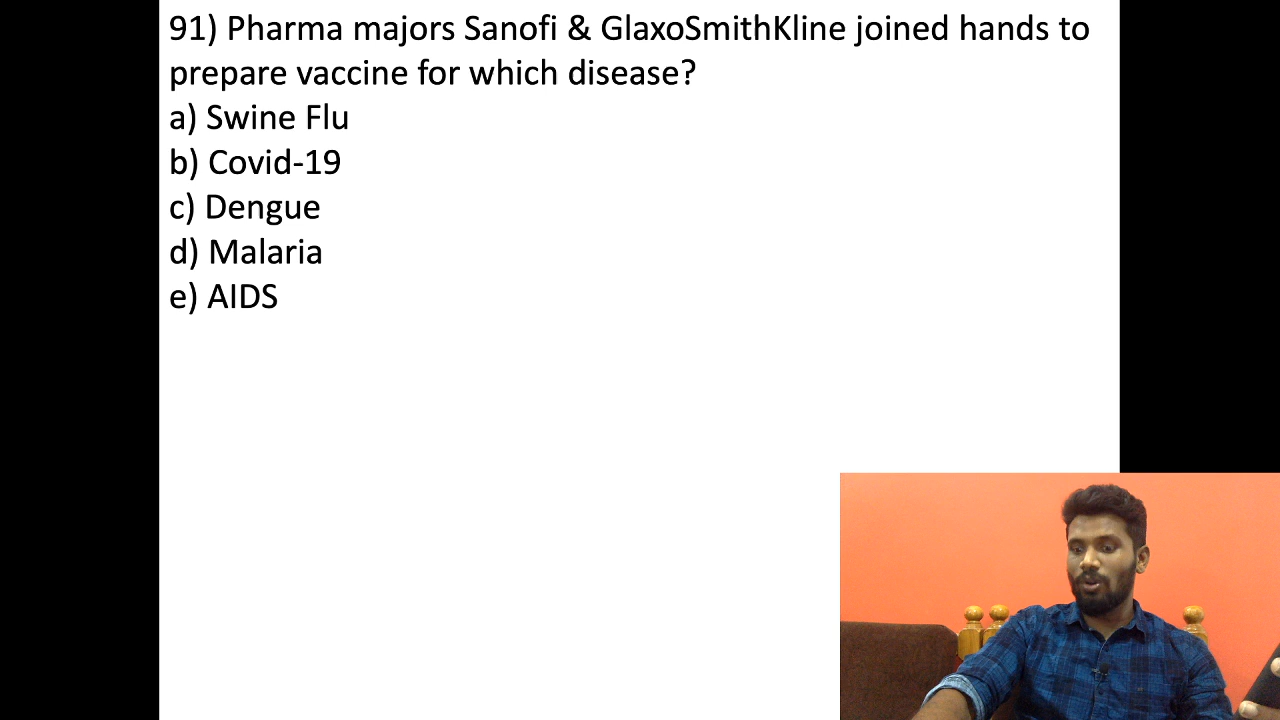 91) Pharma majors Sanofi & GlaxoSmithKline joined hands to
prepare vaccine for which disease?
a) Swine Flu
b) Covid-19
c) Dengue
d) Malaria
e) AIDS